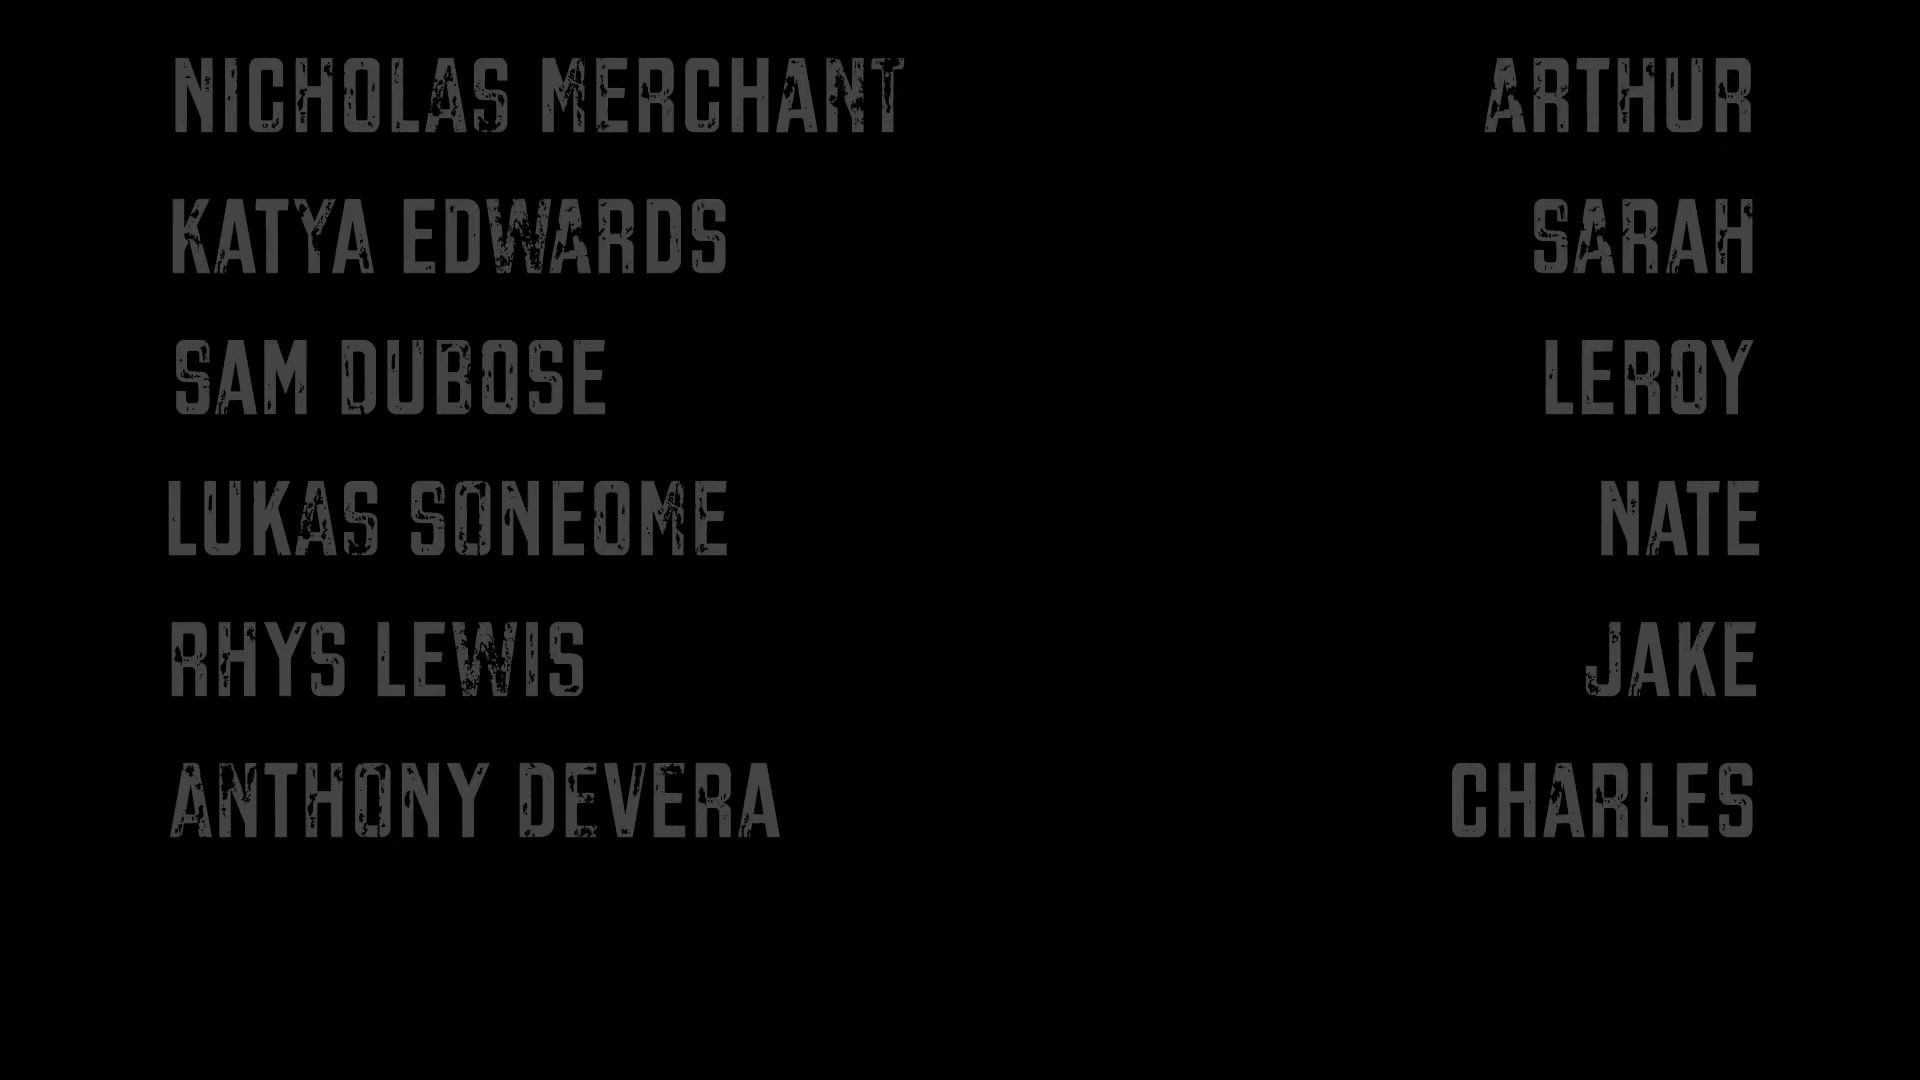 NICHOLAS MERCHANT ARTHUR
KATYA EDWARDS SARAH
SAM DUBOSE LEROY
LUKAS SONEOME NATE
RHYS LEWIS JAKE
ANTHONY DEVERA CHARLES